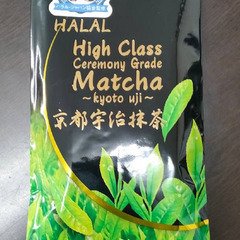 HALAL
High Class
Ceremony Grade
Matcha
~kyoto uji~
京都宇治抹茶